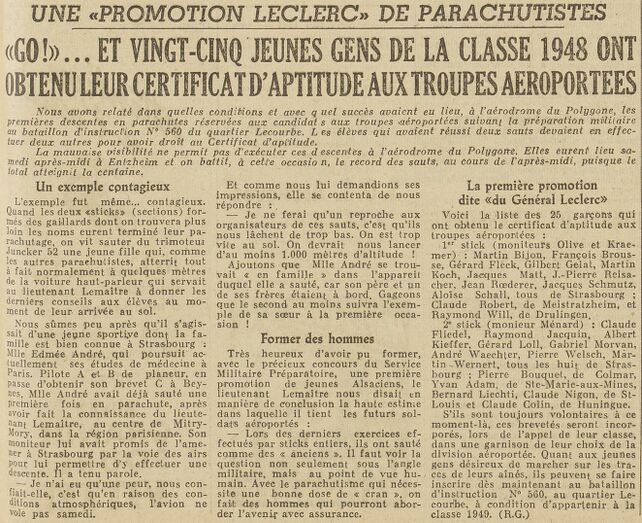 UNE «PROMOTION LECLERC» DE PARACHUTISTES
«GO!»... ET VINGT-CINQ JEUNES GENS DE LA CLASSE 1948 ONT
OBTENU LEUR CERTIFICAT D'APTITUDE AUX TROUPES AEROPORTEES
Nous avons relaté dans quelles conditions et avec quel succès avaient eu lieu, à l'aérodrome du Polygone, les
premières descentes en parachutes réservées aux candidats aux troupes aéroportées suivant la préparation militaire
au bataillon d'instruction N° 560 du quartier Lecourbe. Les élèves qui avaient réussi deux sauts devaient en effec-
tuer deux autres pour avoir droit au Certificat d'aptitude.
La mauvaise visibilité ne permit pas d'exécuter ces descentes à l'aérodrome du Polygone. Elles eurent lieu sa-
medi après-midi à Entzheim et on battit, à cette occasion, le record des sauts, au cours de l'après-midi, puisque le
total atteignit la centaine.
Un exemple contagieux
L'exemple fut même... contagieux.
Quand les deux «sticks» (sections) for-
més des gaillards dont on trouvera plus
loin les noms eurent terminé leur pa-
rachutage, on vit sauter du trimoteur
Juncker 52 une jeune fille qui, comme
les autres parachutistes, atterrit tout
à fait normalement à quelques mètres
de la voiture haut-parleur qui servait
au lieutenant Lemaître à donner les
derniers conseils aux élèves au mo-
ment de leur arrivée au sol.
Nous sûmes peu après qu'il s'agis-
sait d'une jeune sportive dont la fa-
mille est bien connue à Strasbourg :
Mlle Edmée André, qui poursuit ac-
tuellement ses études de médecine à
Paris. Pilote A et B de planeur, en
passe d'obtenir son brevet C à Bey-
nes, Mlle André avait déjà sauté une
première fois en parachute, après
avoir fait la connaissance du lieute-
nant Lemaître, au centre de Mitry-
Mory, dans la région parisienne. Son
moniteur lui avait promis de l'ame-
ner à Strasbourg par la voie des airs
pour lui permettre d'y effectuer une
descente. Il a tenu parole.
— Je n'ai eu qu'une peur, nous con-
fiait-elle, c'est qu'en raison des con-
ditions atmosphériques, l'avion ne
vole pas samedi.
Et comme nous lui demandions ses
impressions, elle se contenta de nous
répondre :
— Je ne ferai qu'un reproche aux
organisateurs de ces sauts, c'est qu'ils
nous lâchent de trop bas. On est trop
vite au sol. On devrait nous lancer
d'au moins 1.000 mètres d'altitude !
Ajoutons que Mlle André se trou-
vait «en famille» dans l'appareil
duquel elle a sauté, car son père et un
de ses frères étaient à bord. Gageons
que le second au moins suivra l'exem-
ple de sa sœur à la première occa-
sion !
Former des hommes
Très heureux d'avoir pu former,
avec le précieux concours du Service
Militaire Préparatoire, une première
promotion de jeunes Alsaciens, le
lieutenant Lemaître nous disait en
manière de conclusion la haute estime
dans laquelle il tient les futurs sol-
dats aéroportés :
— Lors des derniers exercices ef-
fectués par sticks entiers, ils ont sauté
comme des « anciens ». Il faut voir la
question non seulement sous l'angle
militaire, mais au point de vue hu-
main. Avec le parachutisme qui néces-
site une bonne dose de « cran », on
fait des hommes qui pourront abor-
der l'avenir avec assurance.
La première promotion
dite «du Général Leclerc»
Voici la liste des 25 garçons qui
ont obtenu le certificat d'aptitude aux
troupes aéroportées :
1er stick (moniteurs Olive et Krae-
mer) : Martin Bijon, François Brous-
se, Gérard Fleck, Gilbert Gelat, Martin
Koch, Jacques Matt, J.-Pierre Reisa-
cher, Jean Rœderer, Jacques Schmutz,
Aloïse Schall, tous de Strasbourg ;
Claude Robert, de Meistratzheim, et
Raymond Will, de Drulingen.
2e stick (moniteur Ménard) : Claude
Fliedel, Raymond Jacquin, Albert
Kieffer, Gérard Loll, Gabriel Morvan,
André Waechter, Pierre Welsch, Mar-
tin-Wernert, tous les huit de Stras-
bourg ; Pierre Bouquet, de Colmar,
Yvan Adam, de Ste-Marie-aux-Mines,
Bernard Liechti, Claude Nigon, de St-
Louis et Claude Colin, de Huningue.
S'ils sont toujours volontaires à ce
moment-là, ces brevetés seront incor-
porés, lors de l'appel de leur classe,
dans une garnison de leur choix de la
division aéroportée. Quant aux jeunes
gens désireux de marcher sur les tra-
ces de leurs aînés, ils peuvent se faire
inscrire dès maintenant au bataillon
d'instruction N° 560, au quartier Le-
courbe, à condition d'appartenir à la
classe 1949. (R.G.)